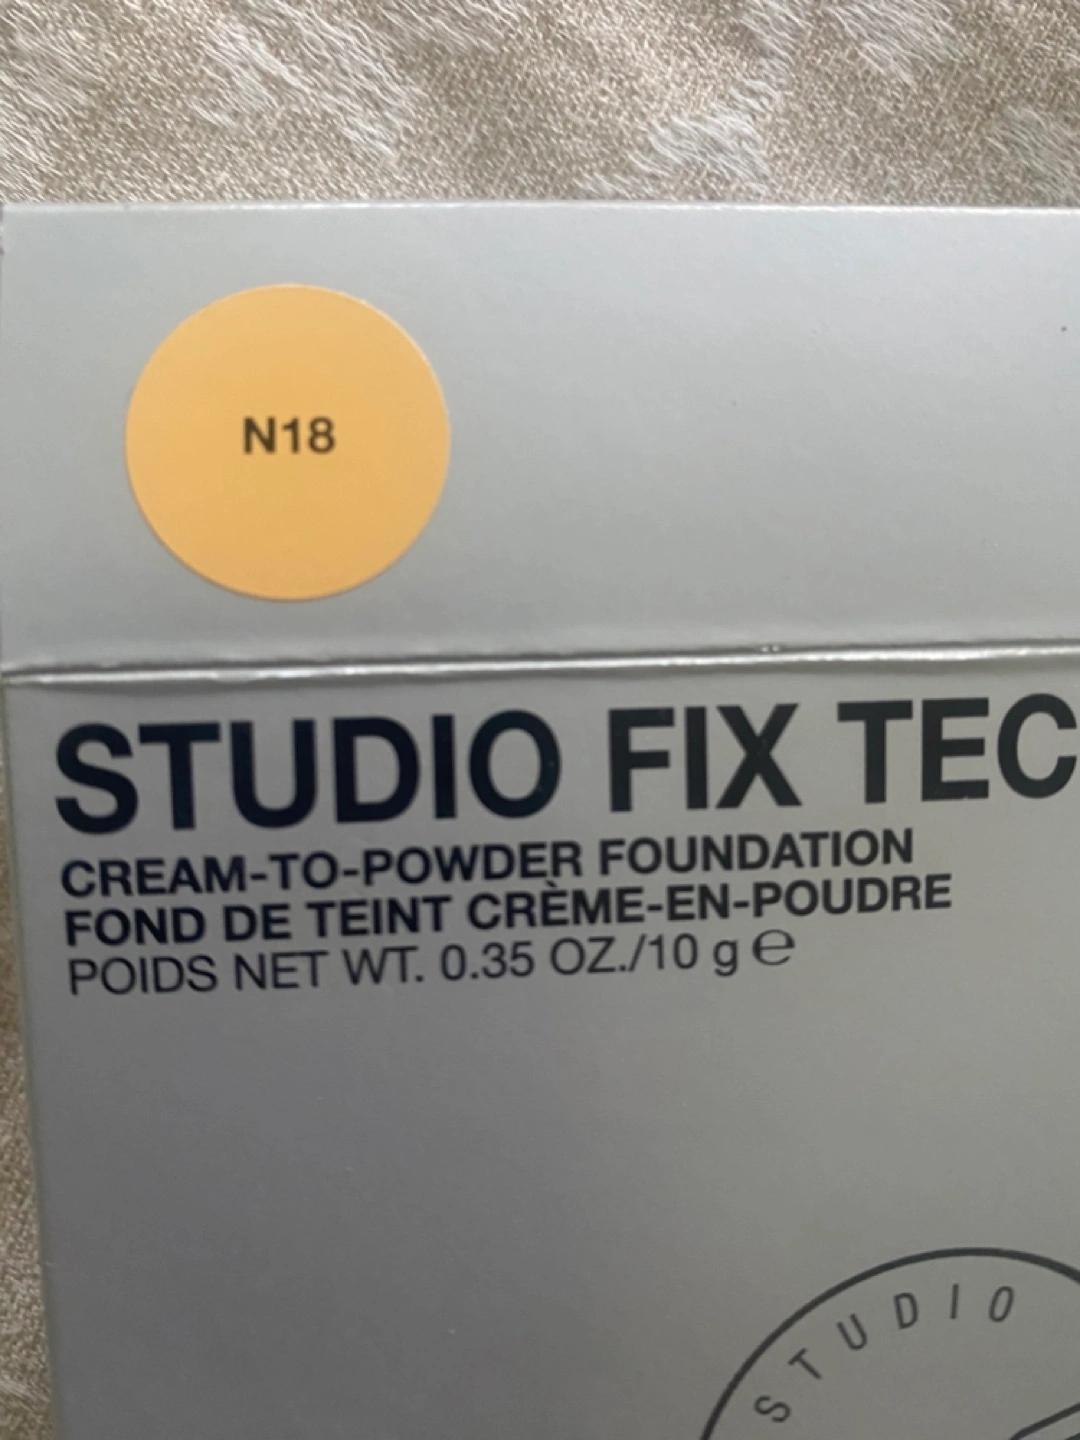 N18
STUDIO FIX TEC
CREAM-TO-POWDER FOUNDATION
FOND DE TEINT CRÈME-EN-POUDRE
POIDS NET WT. 0.35 OZ./10 g ℮
STUDIO